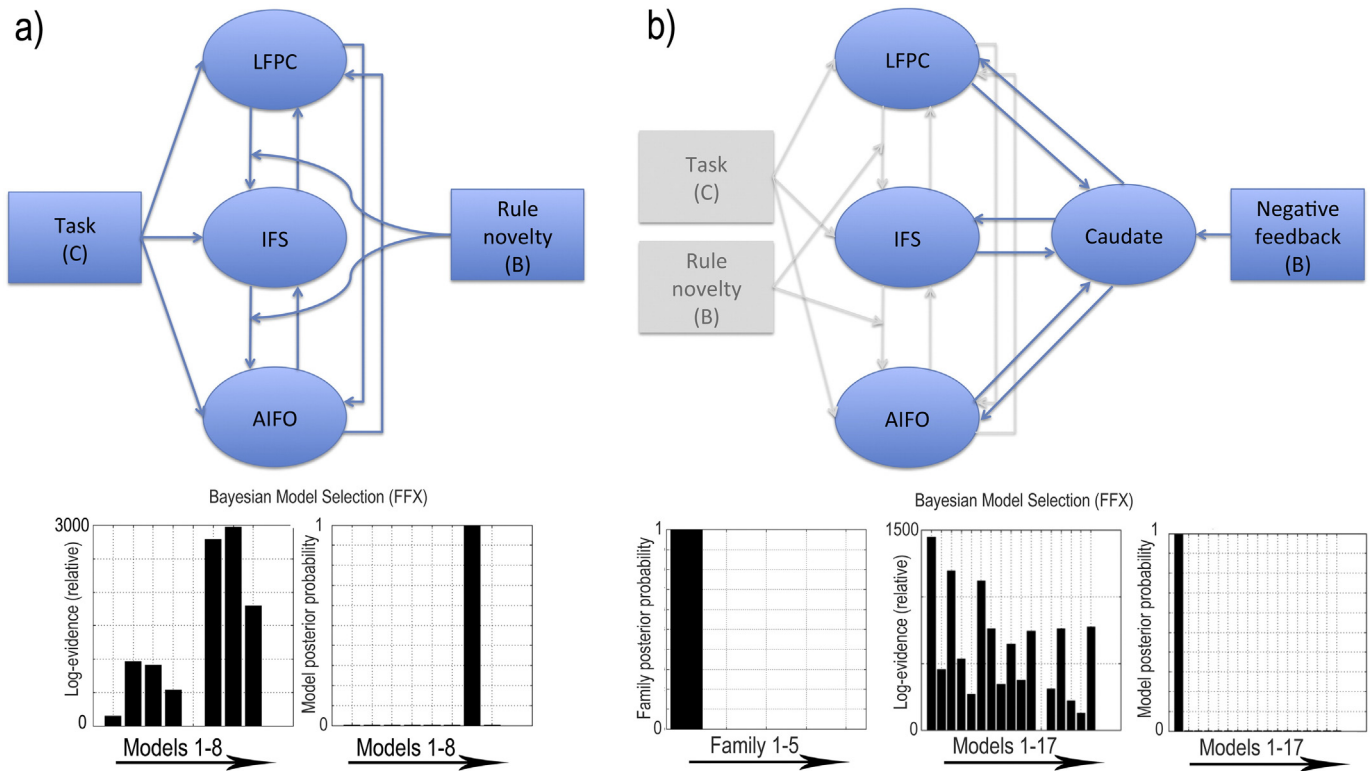 a)
LFPC
Task
(C)
IFS
Rule
novelty
(B)
AIFO
Bayesian Model Selection (FFX)
3000
Log-evidence (relative)
0
Models 1-8
1
Model posterior probability
0
Models 1-8
b)
LFPC
Task
(C)
Rule
novelty
(B)
IFS
Caudate
Negative
feedback
(B)
AIFO
Bayesian Model Selection (FFX)
1
Family posterior probability
0
Family 1-5
1500
Log-evidence (relative)
0
Models 1-17
1
Model posterior probability
0
Models 1-17